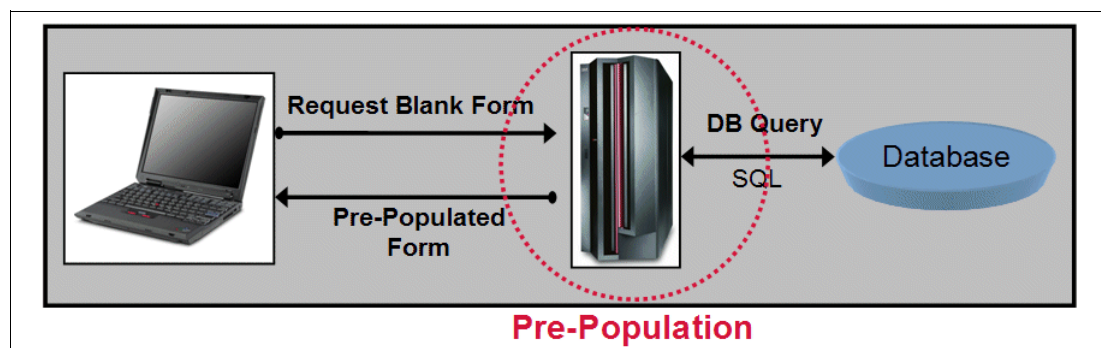 Request Blank Form
Pre-Populated
Form
DB Query
SQL
Database
Pre-Population